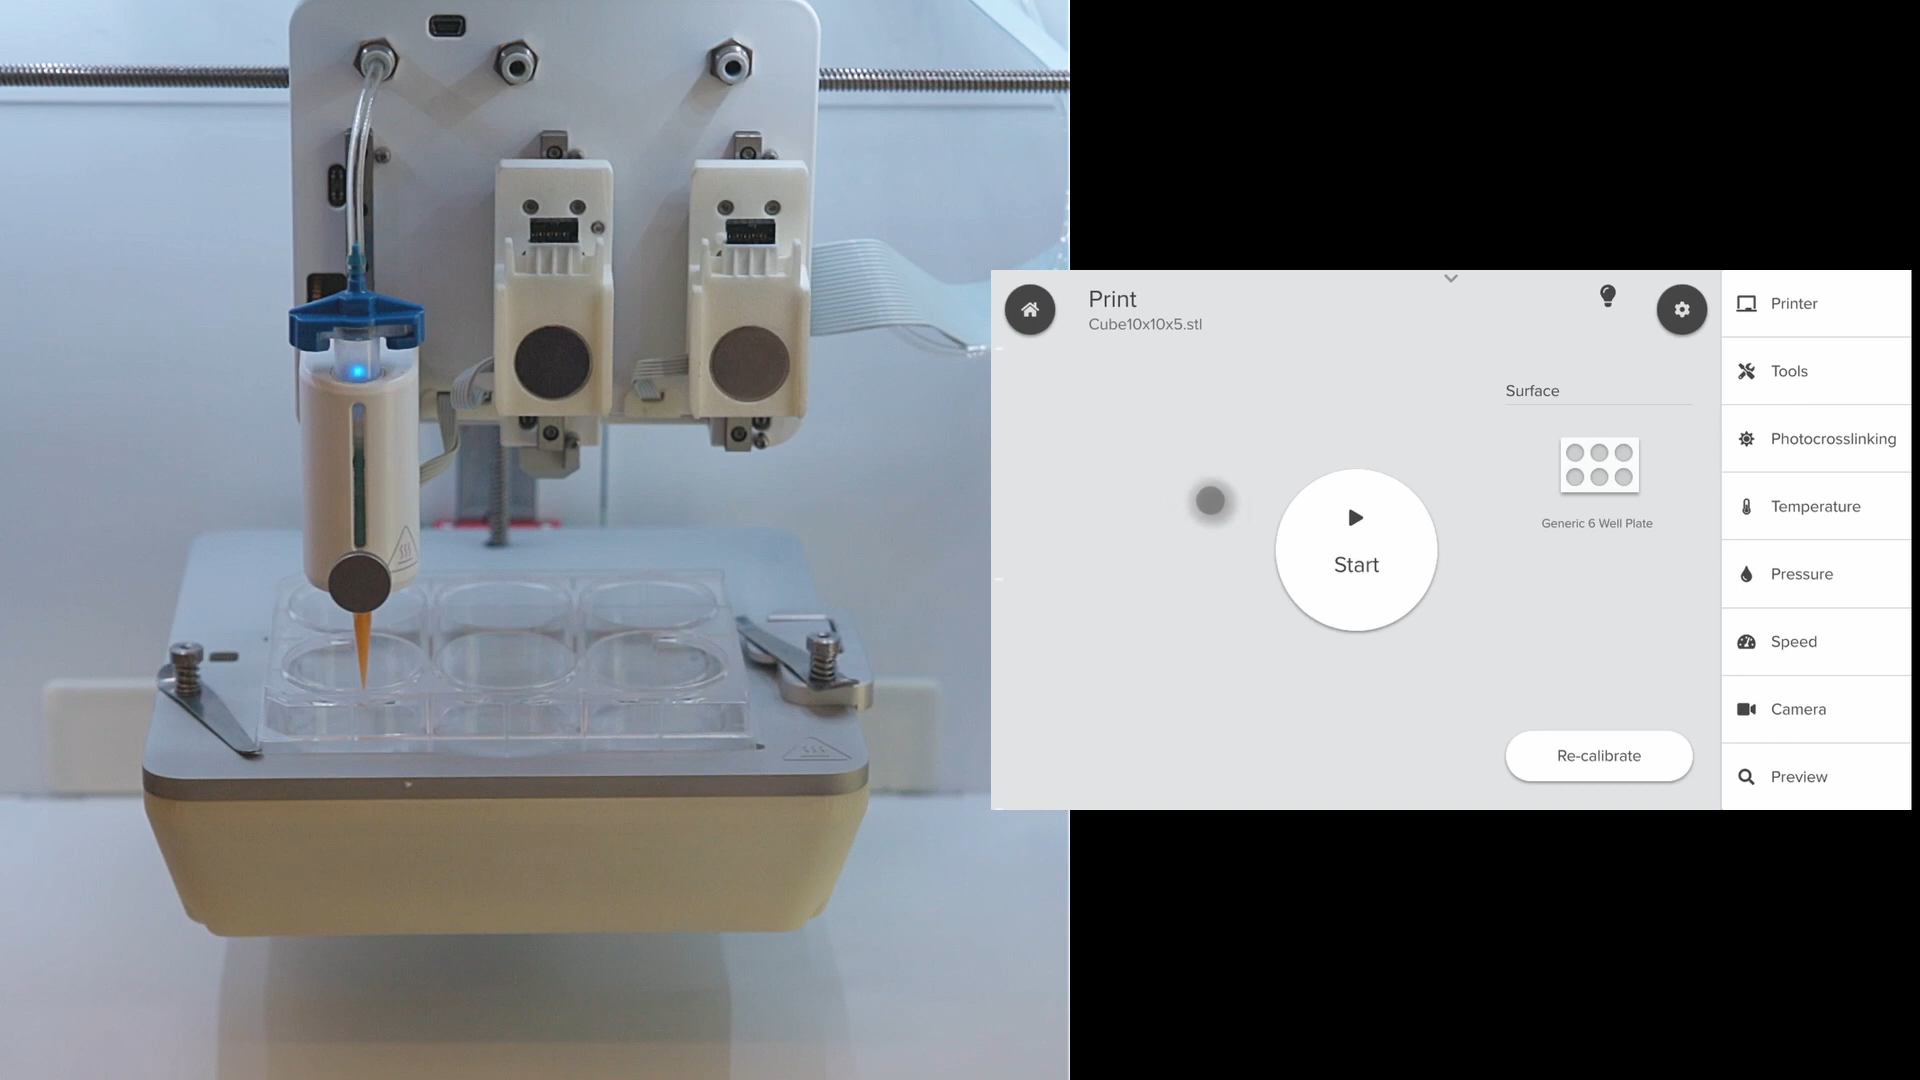 Print
Cube10x10x5.stl
Surface
Generic 6 Well Plate
Start
Re-calibrate
Printer
Tools
Photocrosslinking
Temperature
Pressure
Speed
Camera
Preview